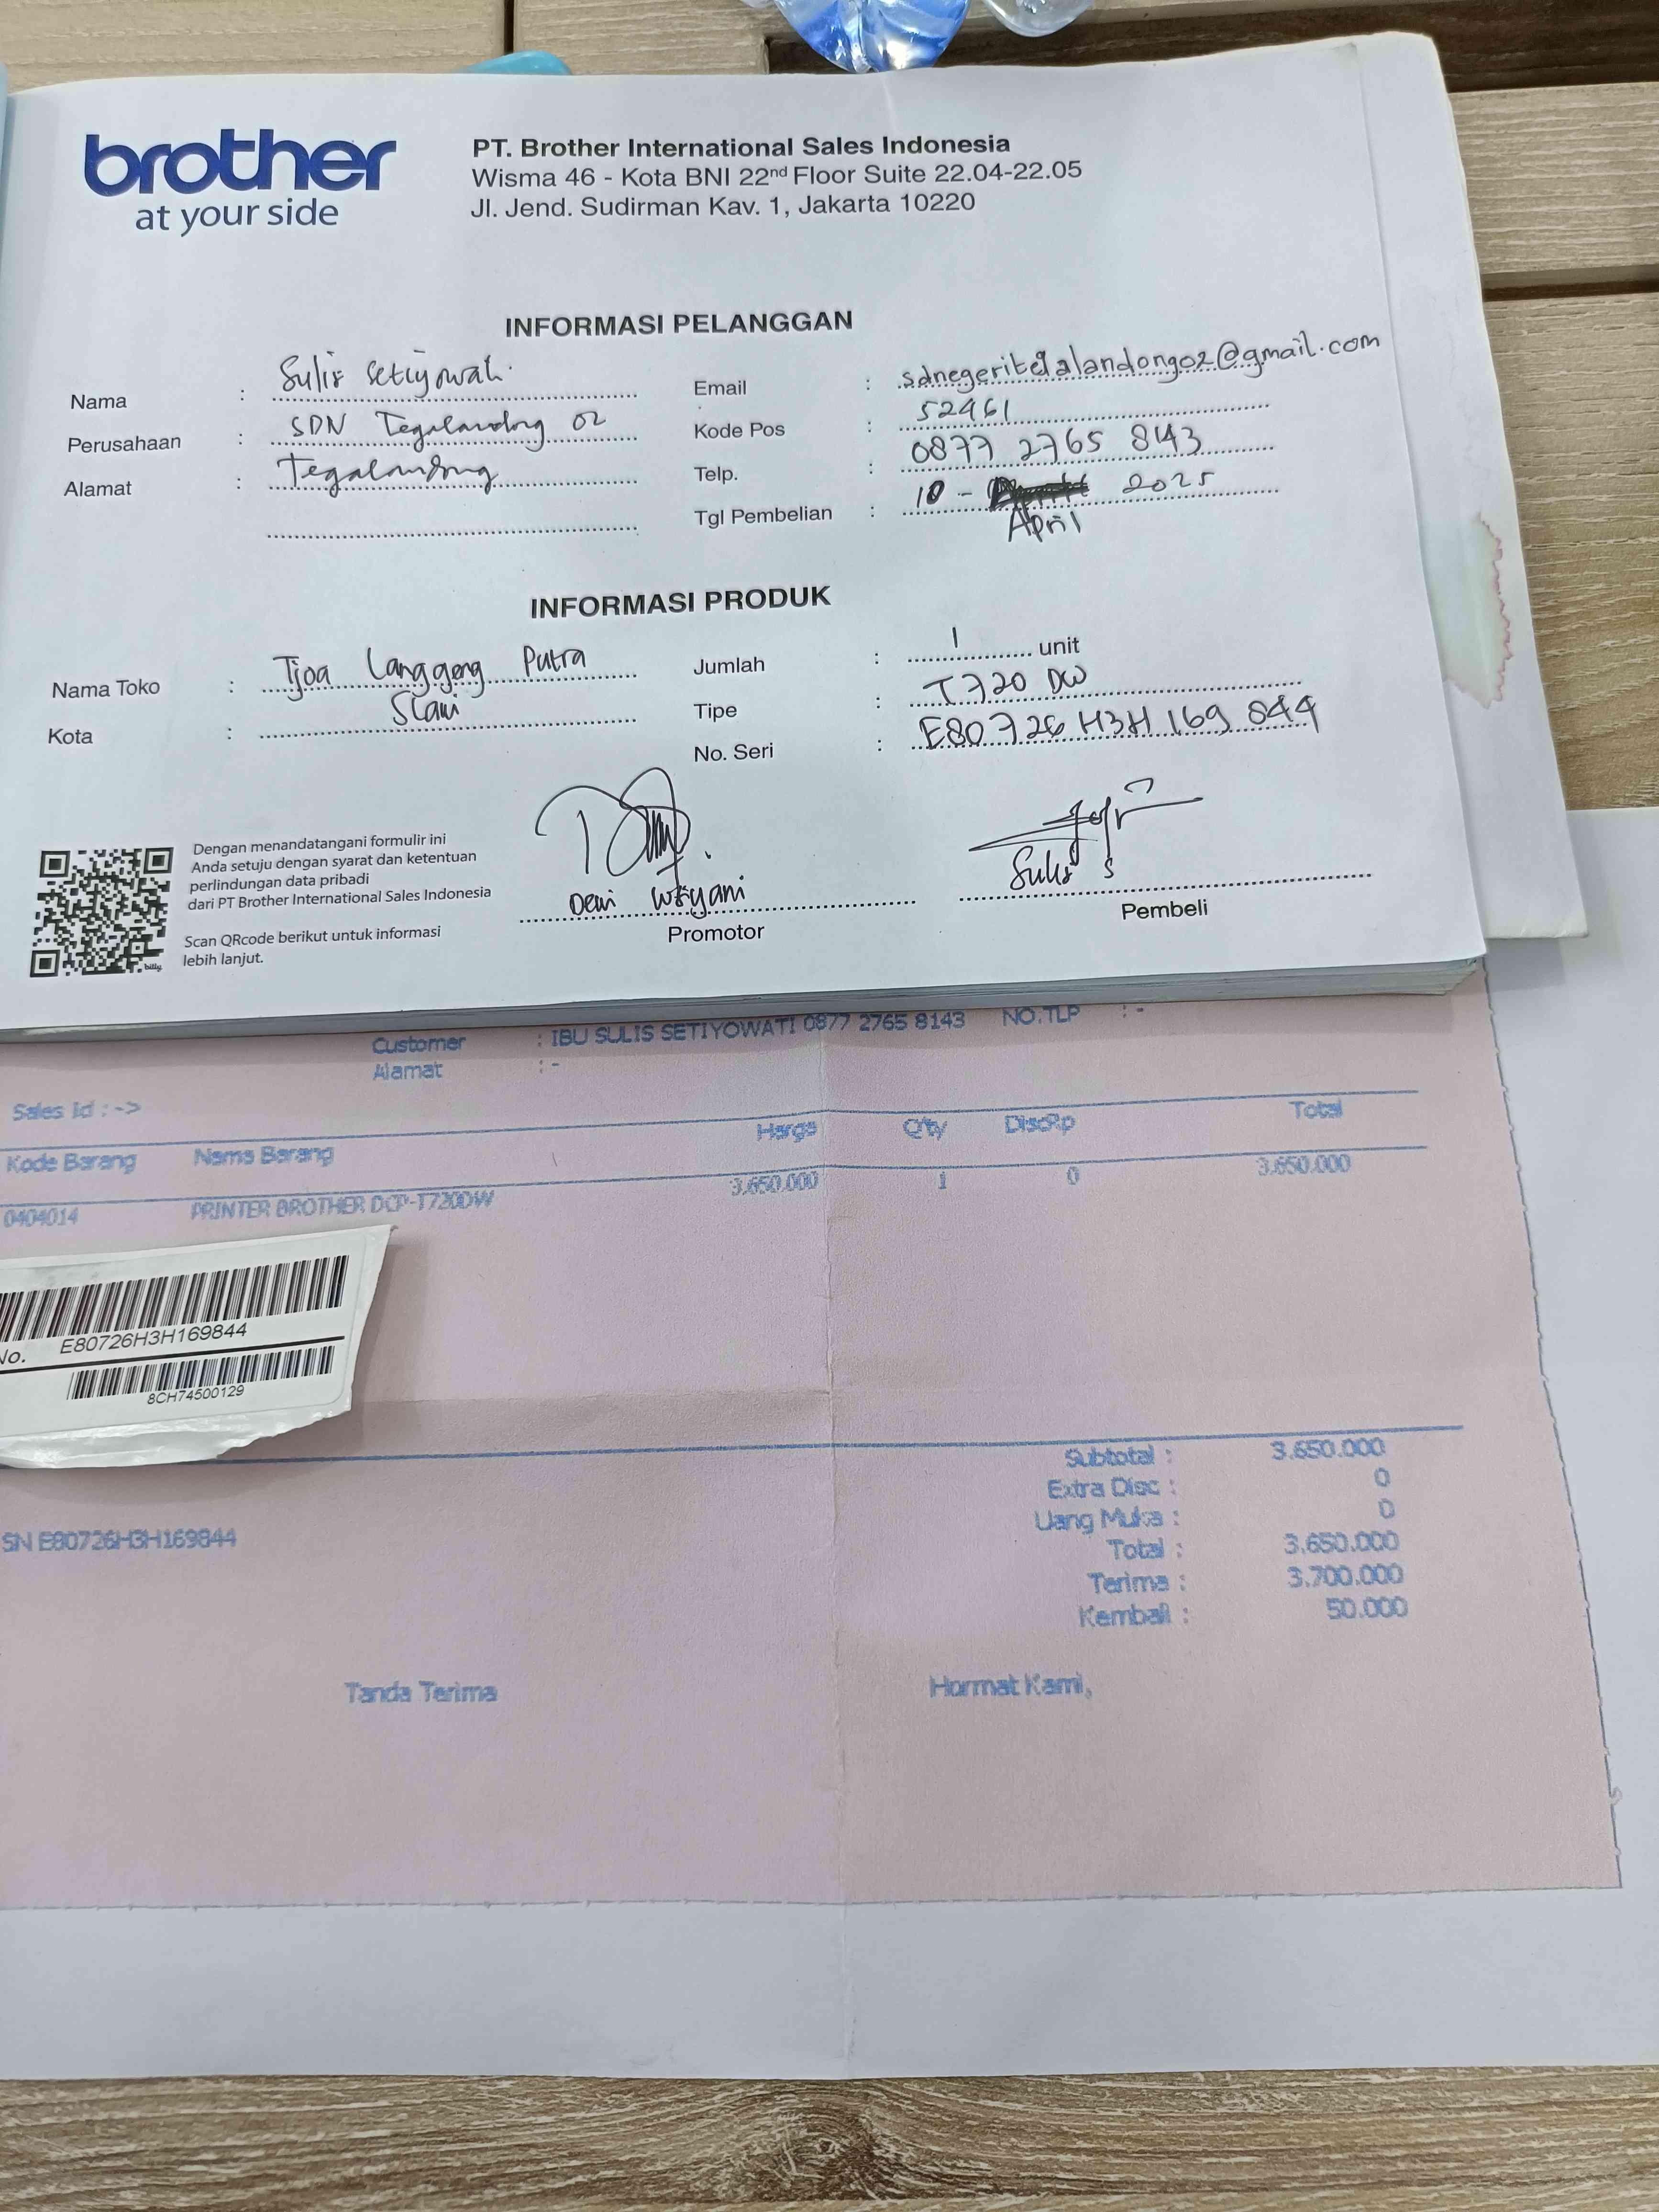 brother
at your side
PT. Brother International Sales Indonesia
Wisma 46 - Kota BNI 22nd Floor Suite 22.04-22.05
Jl. Jend. Sudirman Kav. 1, Jakarta 10220
INFORMASI PELANGGAN
Nama : Sulis Setiyowati
Perusahaan : SDN Tegalandong 02
Alamat : Tegalandong
Email : sdnegeritegalandong02@gmail.com
Kode Pos : 52461
Telp. : 0877 2765 8143
Tgl Pembelian : 10 - 2025
April
INFORMASI PRODUK
Nama Toko : Tjoa Langgeng Putra
Kota : Slawi
Jumlah : 1 unit
Tipe : T720 DW
No. Seri : E80726H3H169844
Dengan menandatangani formulir ini
Anda setuju dengan syarat dan ketentuan
perlindungan data pribadi
dari PT Brother International Sales Indonesia
Scan QRcode berikut untuk informasi
lebih lanjut.
billy
Dewi
Promotor
Sulis S
Pembeli
Customer : IBU SULIS SETIYOWATI 0877 2765 8143 NO.TLP : -
Alamat : -
Sales Id : ->
Kode Barang Nama Barang Harga Q'ty DiscRp Total
0404014 PRINTER BROTHER DCP-T720DW 3.650.000 1 0 3.650.000
No. E80726H3H169844
8CH74500129
Subtotal : 3.650.000
Extra Disc : 0
Uang Muka : 0
Total : 3.650.000
Terima : 3.700.000
Kembali : 50.000
SN E80726H3H169844
Tanda Terima Hormat Kami,